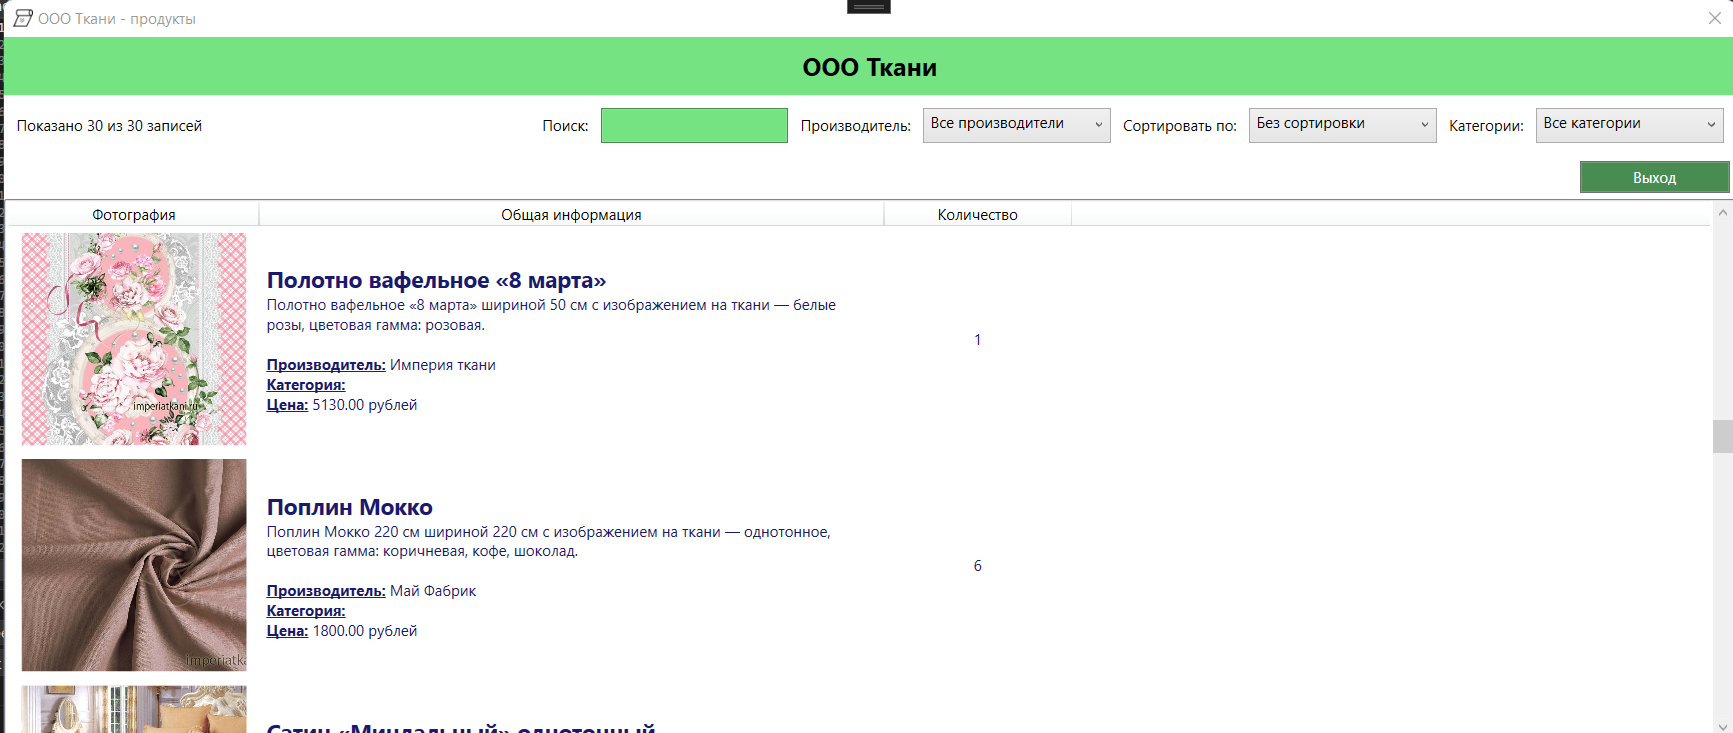 ООО Ткани - продукты
ООО Ткани
Показано 30 из 30 записей
Поиск:
Производитель:
Все производители
Сортировать по:
Без сортировки
Категории:
Все категории
Выход
Фотография
Общая информация
Количество
Полотно вафельное «8 марта»
Полотно вафельное «8 марта» шириной 50 см с изображением на ткани — белые
розы, цветовая гамма: розовая.
1
Производитель: Империя ткани
Категория:
Цена: 5130.00 рублей
imperiatkani.ru
Поплин Мокко
Поплин Мокко 220 см шириной 220 см с изображением на ткани — однотонное,
цветовая гамма: коричневая, кофе, шоколад.
6
Производитель: Май Фабрик
Категория:
Цена: 1800.00 рублей
imperiatka
Сатин «Миндальный» однотонный